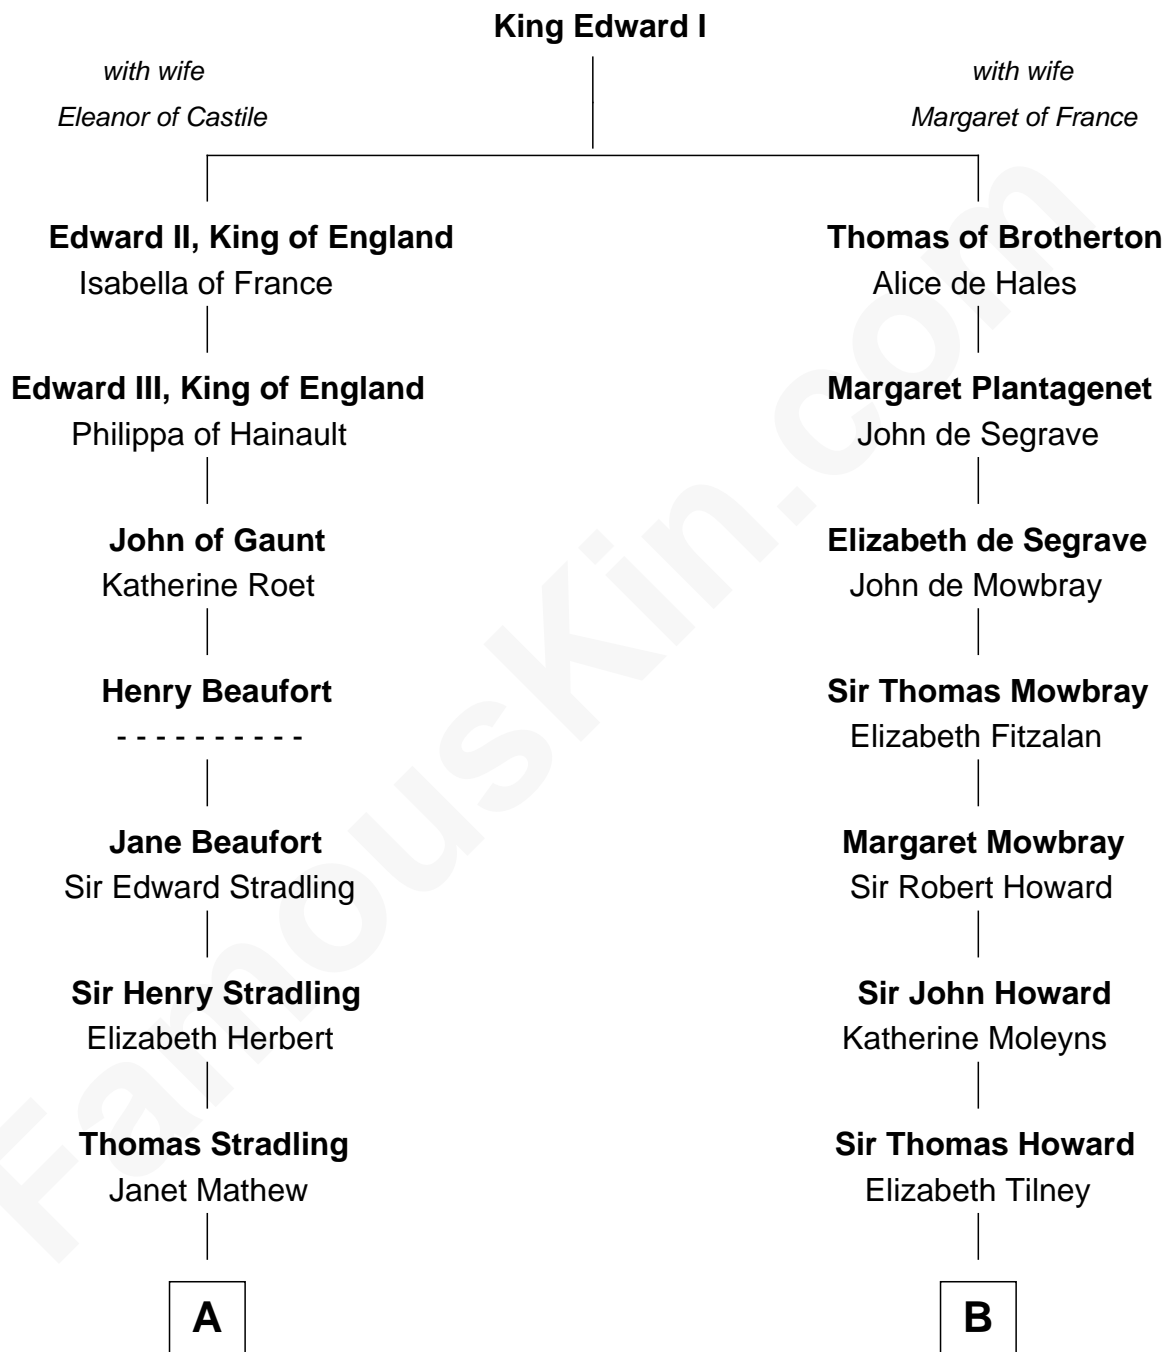 King Edward I
with wife
Eleanor of Castile
with wife
Margaret of France
Edward II, King of England
Isabella of France
Thomas of Brotherton
Alice de Hales
Edward III, King of England
Philippa of Hainault
Margaret Plantagenet
John de Segrave
John of Gaunt
Katherine Roet
Elizabeth de Segrave
John de Mowbray
Henry Beaufort
- - - - - - - - - -
Sir Thomas Mowbray
Elizabeth Fitzalan
Jane Beaufort
Sir Edward Stradling
Margaret Mowbray
Sir Robert Howard
Sir Henry Stradling
Elizabeth Herbert
Sir John Howard
Katherine Moleyns
Thomas Stradling
Janet Mathew
Sir Thomas Howard
Elizabeth Tilney
A
B
FamousKin.com